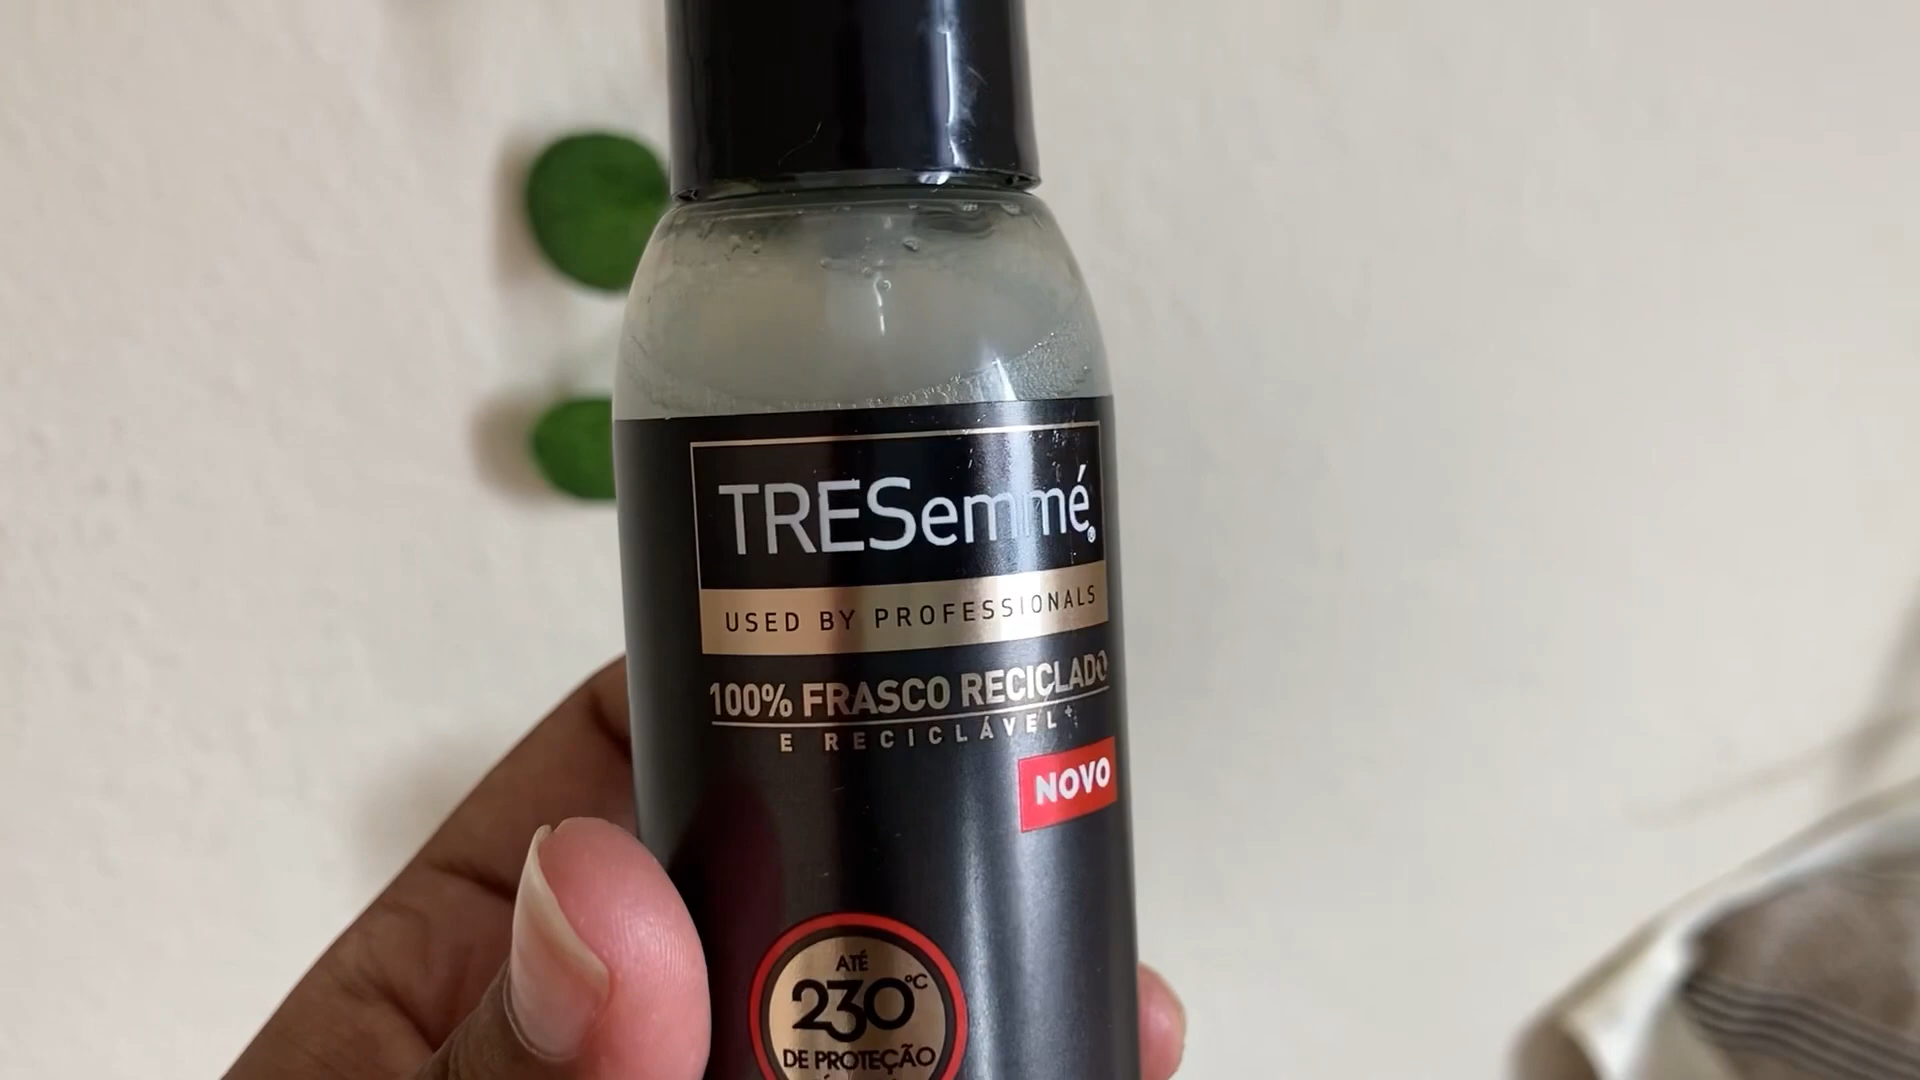 TRESemmé®
USED BY PROFESSIONALS
100% FRASCO RECICLADO
E RECICLÁVEL*
NOVO
ATÉ
230°C
DE PROTEÇÃO